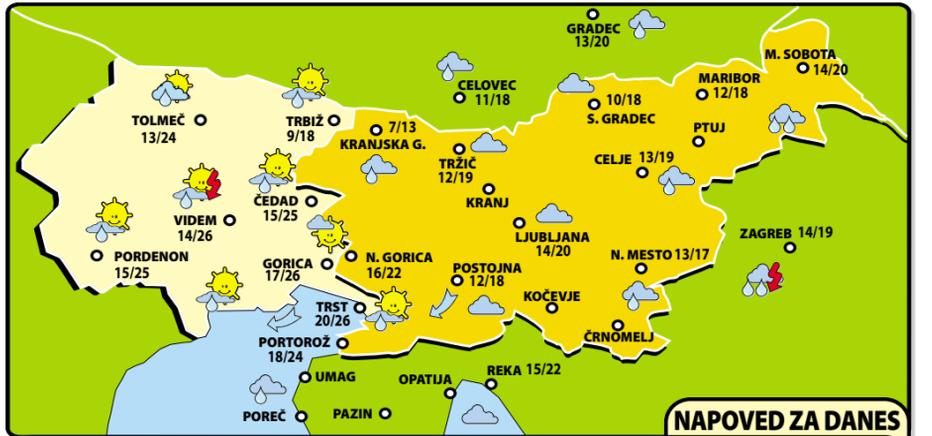 GRADEC
13/20
M. SOBOTA
14/20
CELOVEC
11/18
MARIBOR
12/18
10/18
S. GRADEC
TOLMEČ
13/24
TRBIŽ
9/18
7/13
KRANJSKA G.
PTUJ
TRŽIČ
12/19
CELJE 13/19
KRANJ
ČEDAD
15/25
VIDEM
14/26
LJUBLJANA
14/20
ZAGREB 14/19
PORDENON
15/25
GORICA
17/26
N. GORICA
16/22
N. MESTO 13/17
POSTOJNA
12/18
KOČEVJE
TRST
20/26
ČRNOMELJ
PORTOROŽ
18/24
UMAG
OPATIJA
REKA 15/22
POREČ
PAZIN
NAPOVED ZA DANES